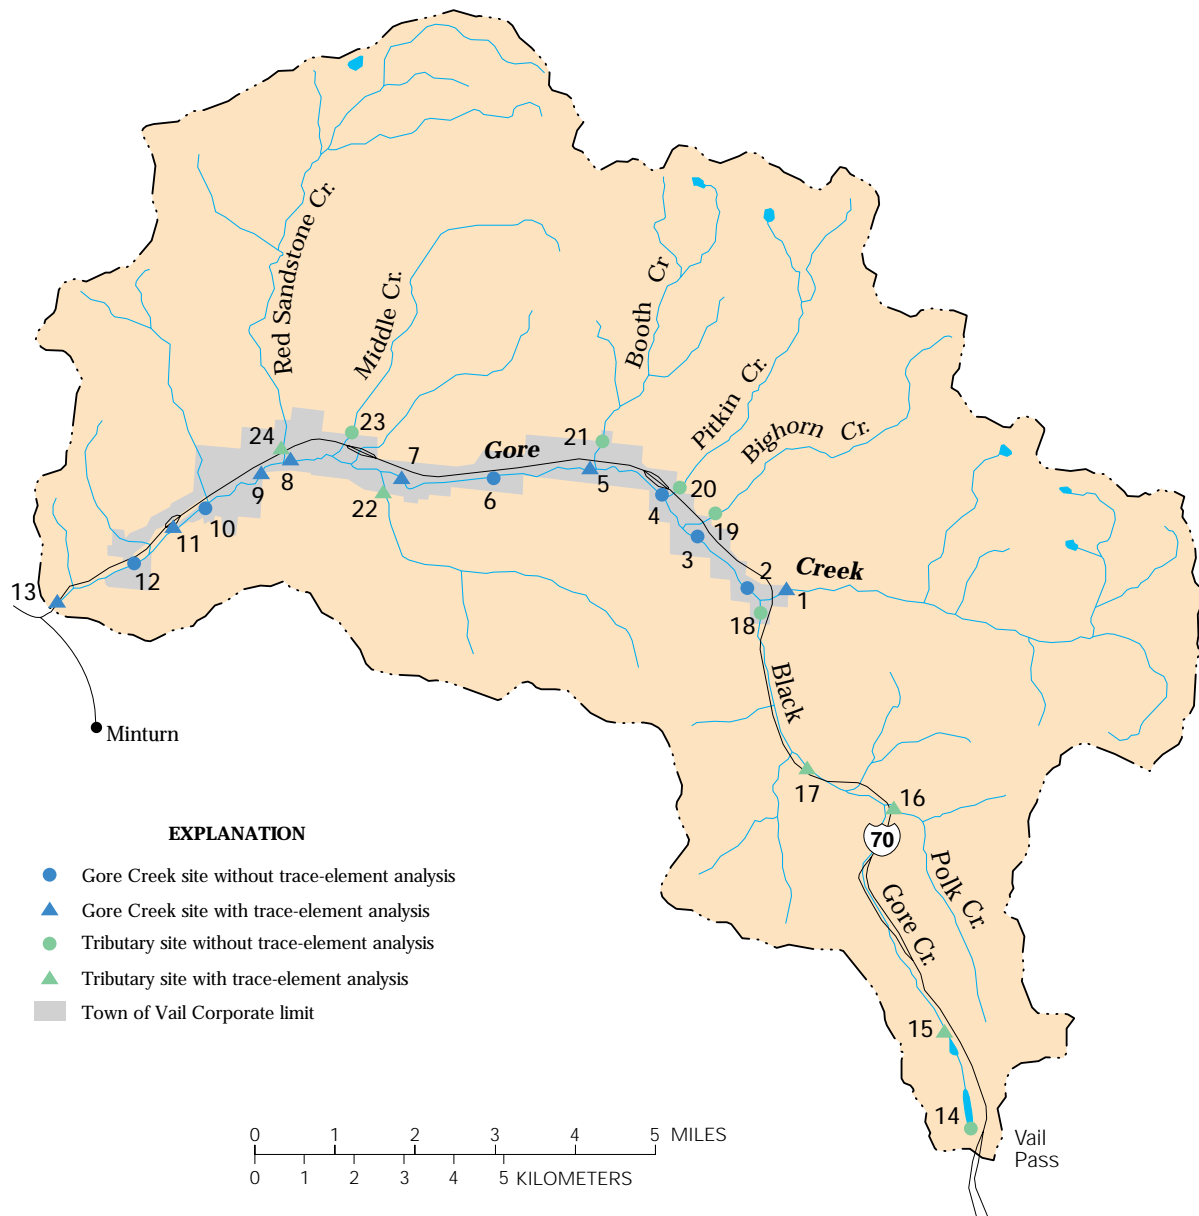 Red Sandstone Cr.
Middle Cr.
Booth Cr
Pitkin Cr.
Bighorn Cr.
Gore
Creek
24
23
7
21
8
9
22
6
5
20
4
19
10
11
3
12
2
1
13
18
Black
Minturn
17
16
70
Polk Cr.
Gore Cr.
15
14
Vail
Pass
EXPLANATION
Gore Creek site without trace-element analysis
Gore Creek site with trace-element analysis
Tributary site without trace-element analysis
Tributary site with trace-element analysis
Town of Vail Corporate limit
0 1 2 3 4 5 MILES
0 1 2 3 4 5 KILOMETERS